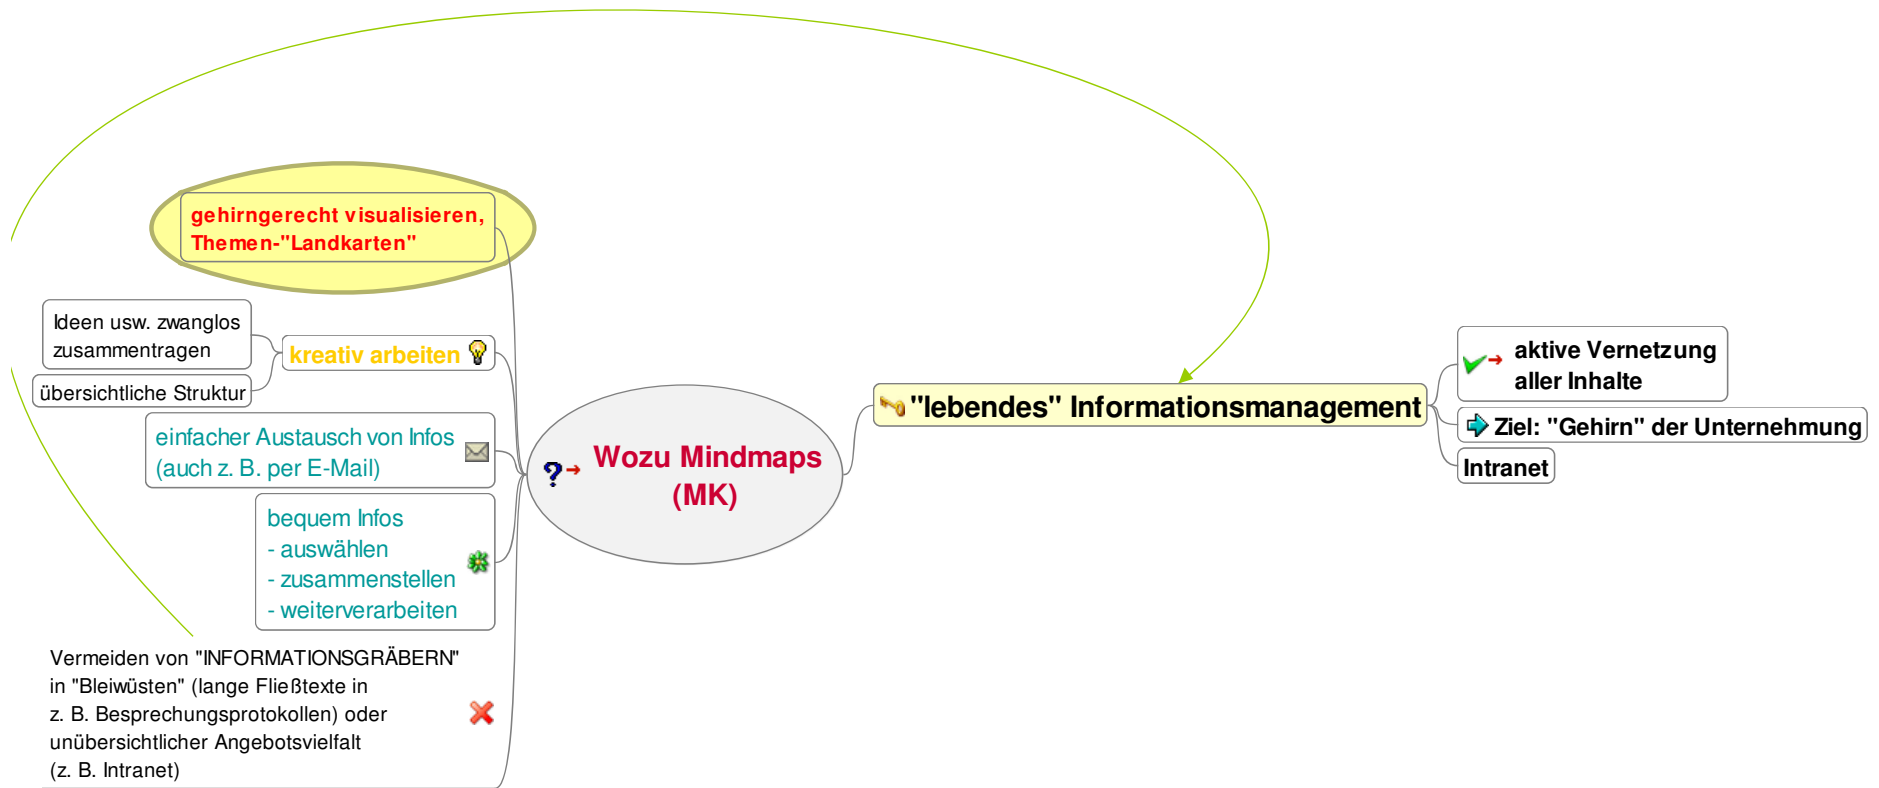 gehirngerecht visualisieren,
Themen-"Landkarten"
Ideen usw. zwanglos
zusammentragen
übersichtliche Struktur
kreativ arbeiten
einfacher Austausch von Infos
(auch z. B. per E-Mail)
bequem Infos
- auswählen
- zusammenstellen
- weiterverarbeiten
Vermeiden von "INFORMATIONSGRÄBERN"
in "Bleiwüsten" (lange Fließtexte in
z. B. Besprechungsprotokollen) oder
unübersichtlicher Angebotsvielfalt
(z. B. Intranet)
Wozu Mindmaps
(MK)
"lebendes" Informationsmanagement
aktive Vernetzung
aller Inhalte
Ziel: "Gehirn" der Unternehmung
Intranet